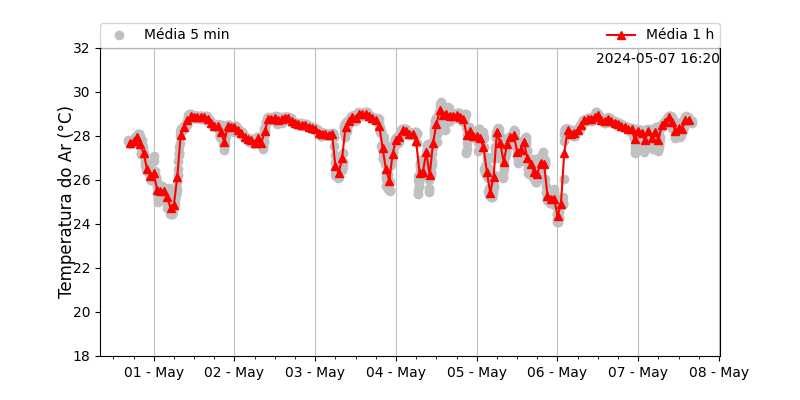 Média 5 min
Média 1 h
2024-05-07 16:20
Temperatura do Ar (°C)
32
30
28
26
24
22
20
18
01 - May
02 - May
03 - May
04 - May
05 - May
06 - May
07 - May
08 - May